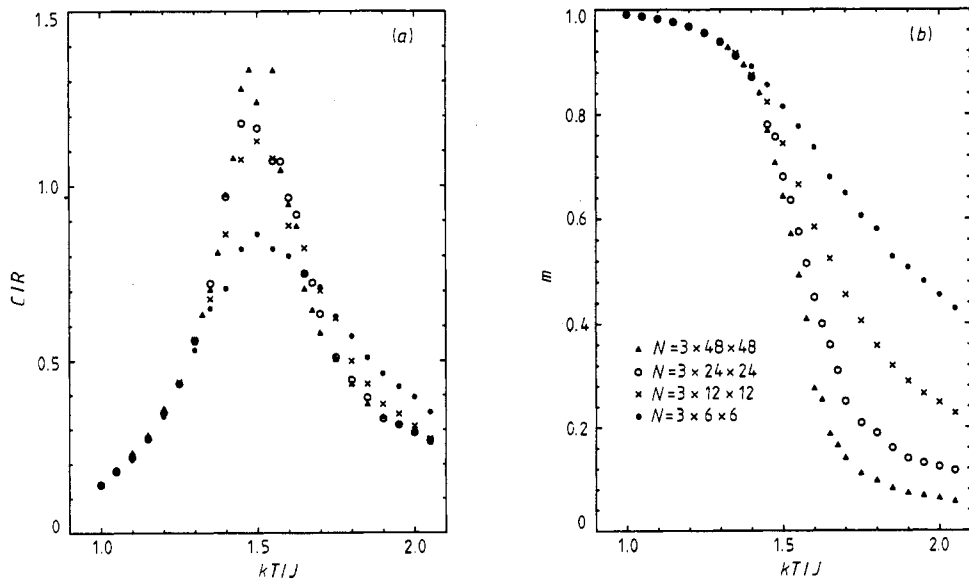 (a)
1.5
1.0
0.5
0
C/R
1.0 1.5 2.0
kT/J
(b)
1.0
0.8
0.6
0.4
0.2
0
m
▲ N=3×48×48
○ N=3×24×24
× N=3×12×12
• N=3×6×6
1.0 1.5 2.0
kT/J